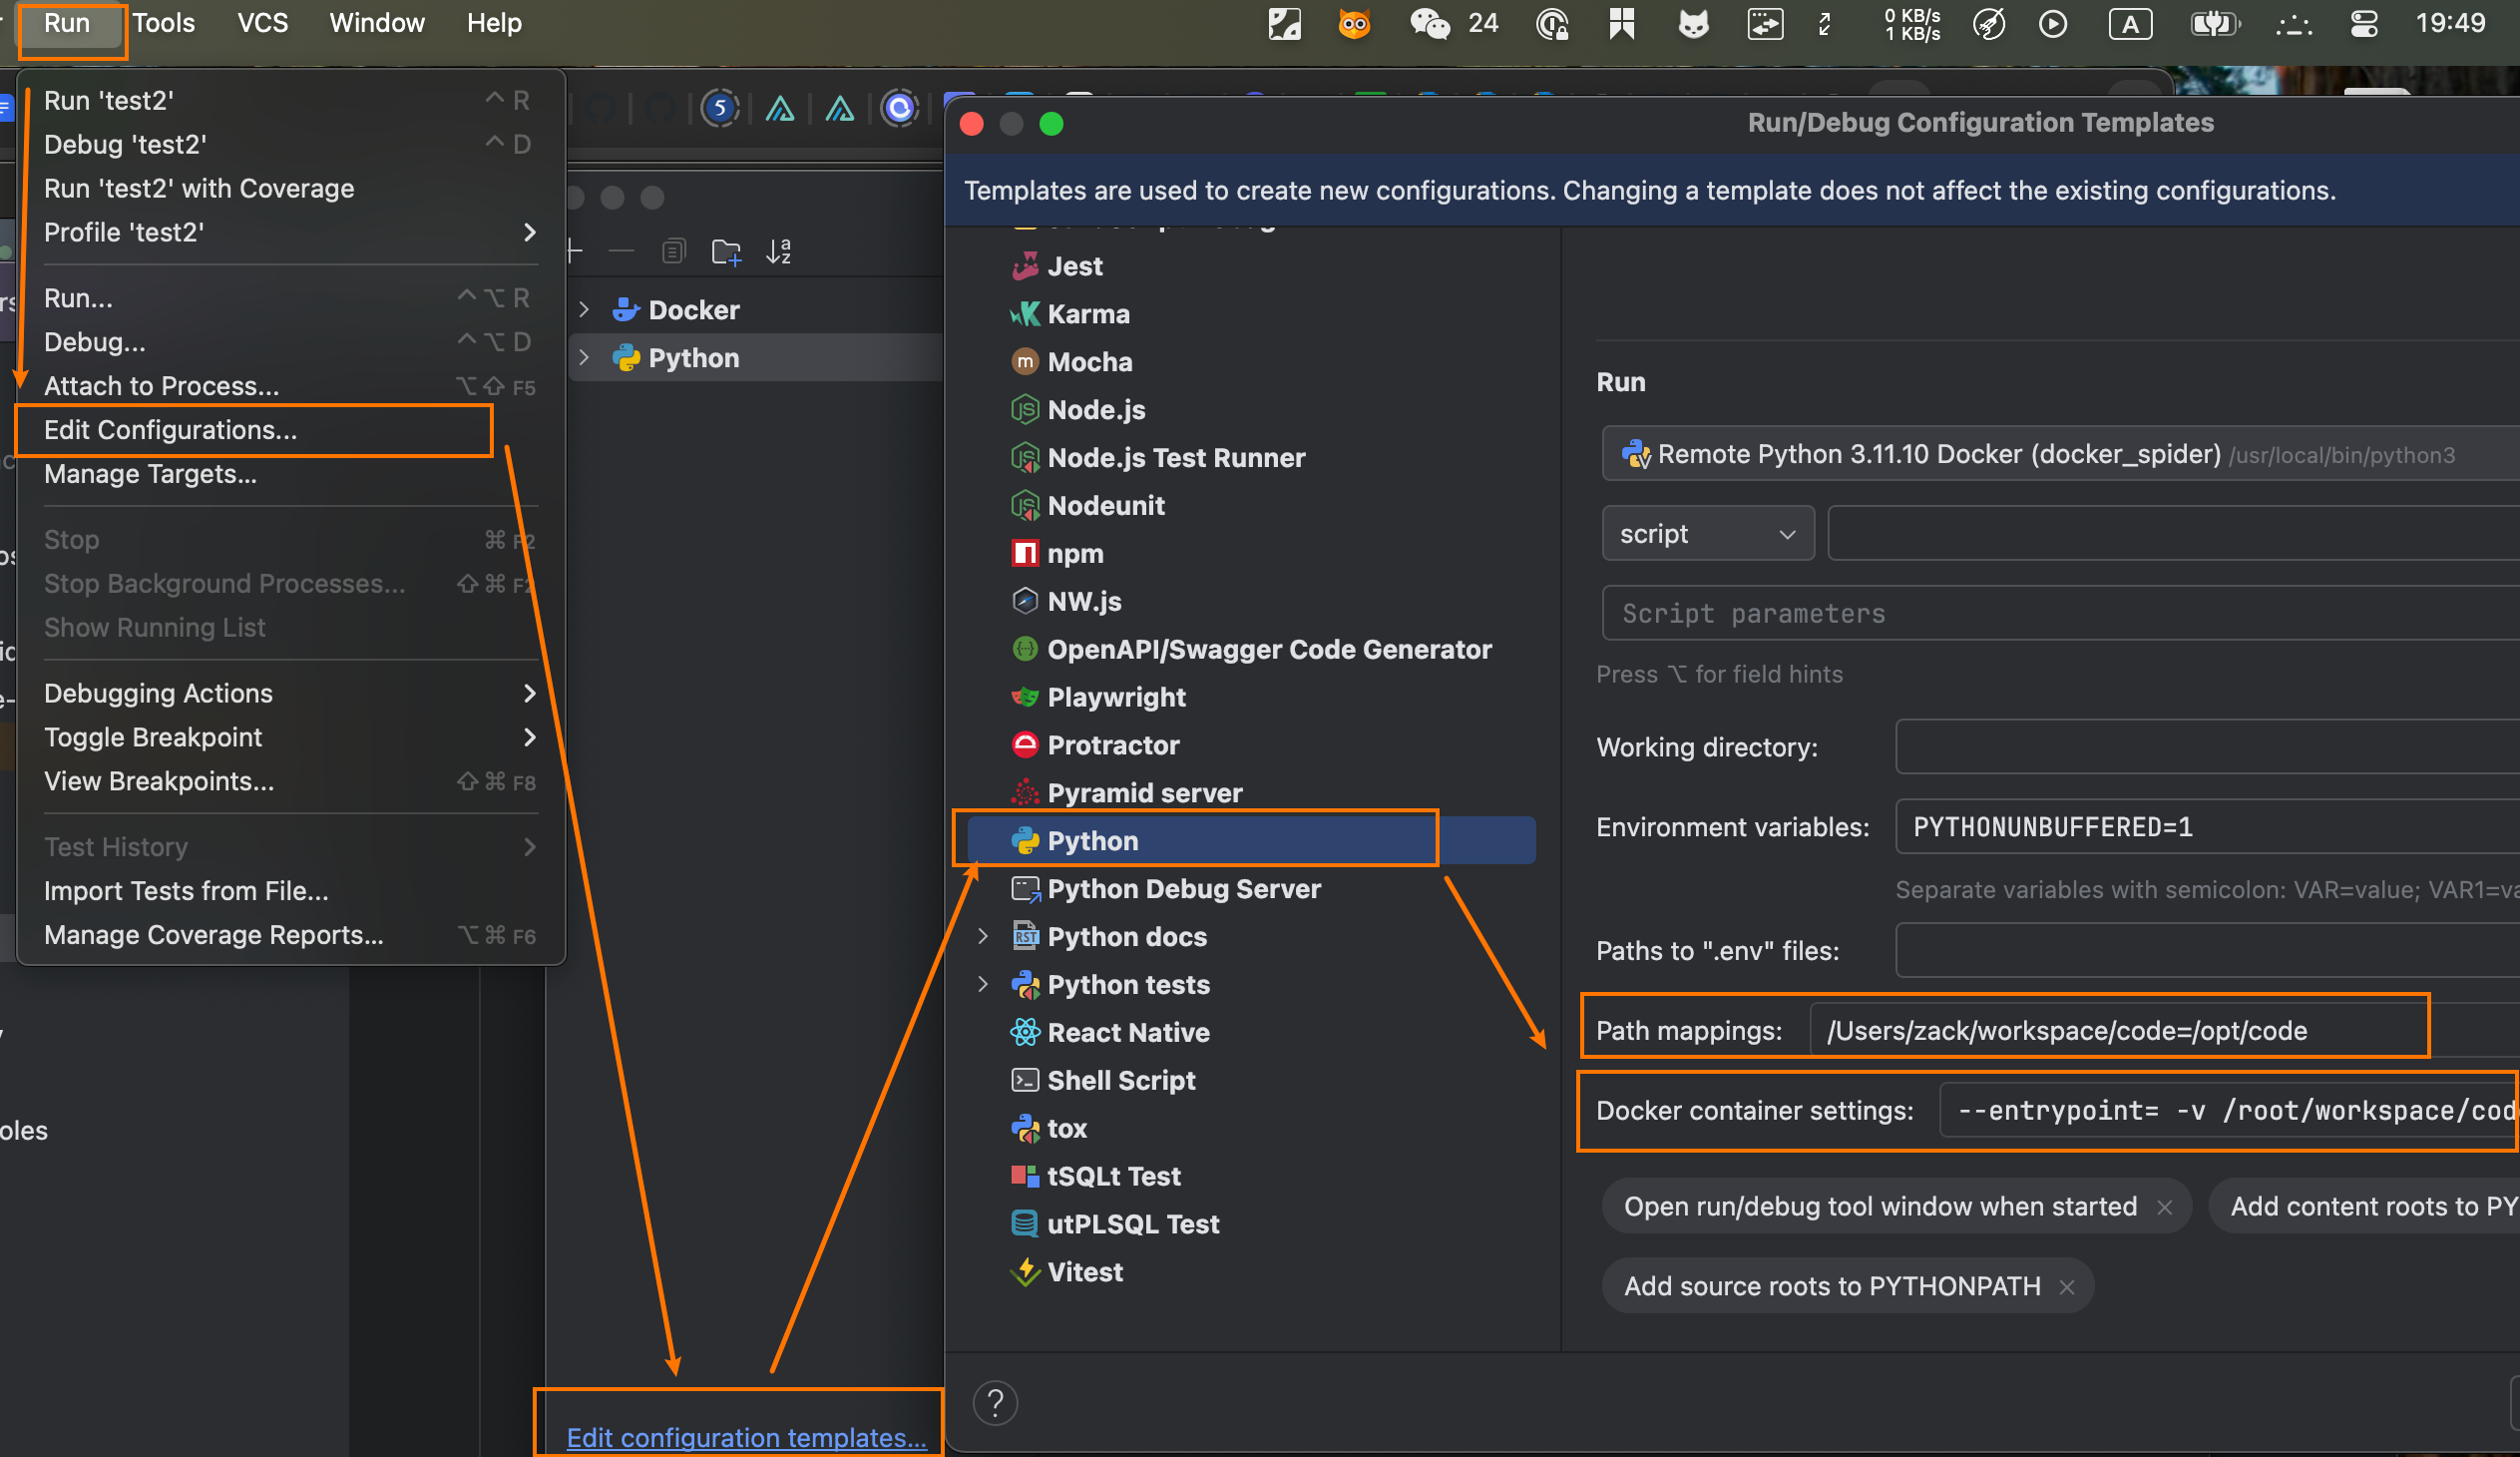 Run
Tools
VCS
Window
Help
24
0 KB/s
1 KB/s
A
19:49
Run 'test2' ^ R
Debug 'test2' ^ D
Run 'test2' with Coverage
Profile 'test2'
Run... ^⌥ R
Debug... ^⌥ D
Attach to Process... ⌥⇧ F5
Edit Configurations...
Manage Targets...
Stop ⌘ F2
Stop Background Processes... ⇧⌘ F2
Show Running List
Debugging Actions
Toggle Breakpoint
View Breakpoints... ⇧⌘ F8
Test History
Import Tests from File...
Manage Coverage Reports... ⌥⌘ F6
oles
5
Docker
Python
Edit configuration templates...
Run/Debug Configuration Templates
Templates are used to create new configurations. Changing a template does not affect the existing configurations.
Jest
Karma
m Mocha
Node.js
Node.js Test Runner
Nodeunit
npm
NW.js
OpenAPI/Swagger Code Generator
Playwright
Protractor
Pyramid server
Python
Python Debug Server
RST Python docs
Python tests
React Native
Shell Script
tox
tSQLt Test
utPLSQL Test
Vitest
?
Run
Remote Python 3.11.10 Docker (docker_spider) /usr/local/bin/python3
script
Script parameters
Press ⌥ for field hints
Working directory:
Environment variables: PYTHONUNBUFFERED=1
Separate variables with semicolon: VAR=value; VAR1=va
Paths to ".env" files:
Path mappings: /Users/zack/workspace/code=/opt/code
Docker container settings: --entrypoint= -v /root/workspace/cod
Open run/debug tool window when started ×
Add content roots to PY
Add source roots to PYTHONPATH ×